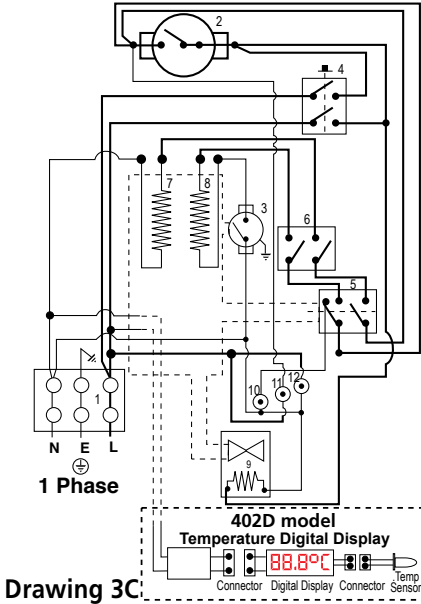 2
4
7
8
3
6
5
1
10
11
12
9
N E L
1 Phase
402D model
Temperature Digital Display
88.8°C
Connector Digital Display Connector Temp Sensor
Drawing 3C